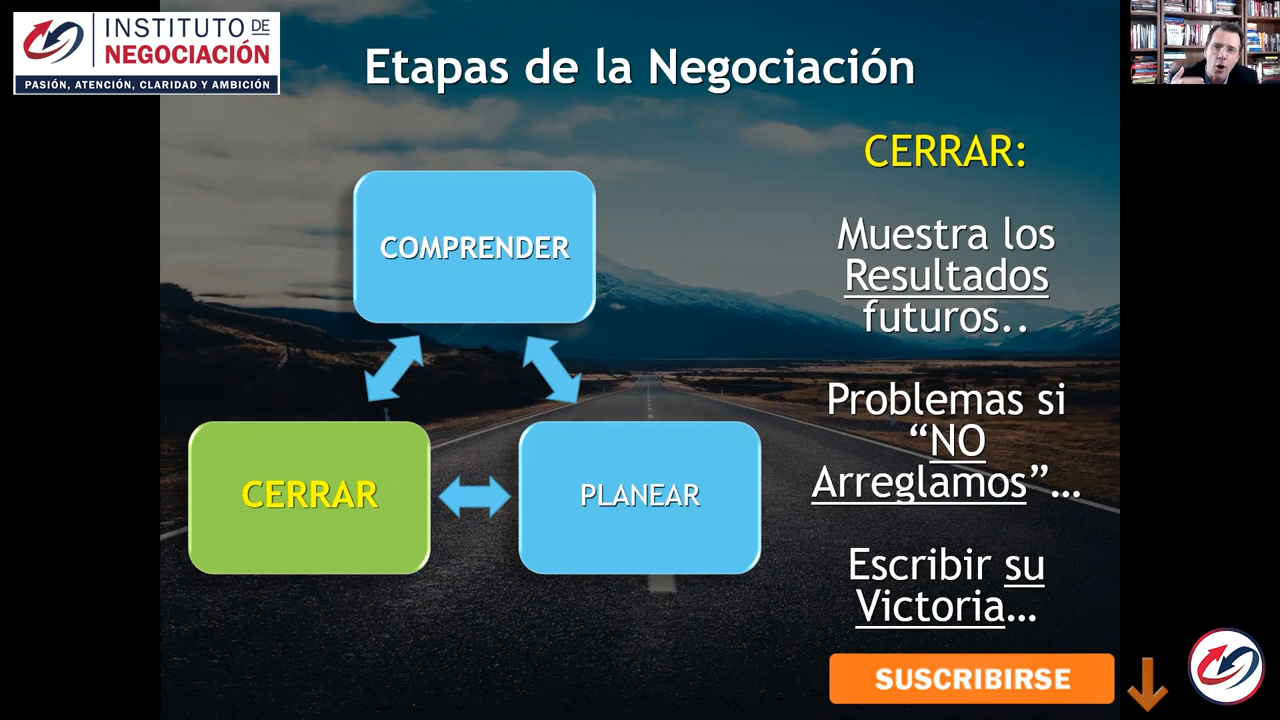 INSTITUTO DE
NEGOCIACIÓN
PASIÓN, ATENCIÓN, CLARIDAD Y AMBICIÓN
Etapas de la Negociación
COMPRENDER
CERRAR
PLANEAR
CERRAR:
Muestra los
Resultados
futuros..
Problemas si
“NO
Arreglamos”…
Escribir su
Victoria…
SUSCRIBIRSE